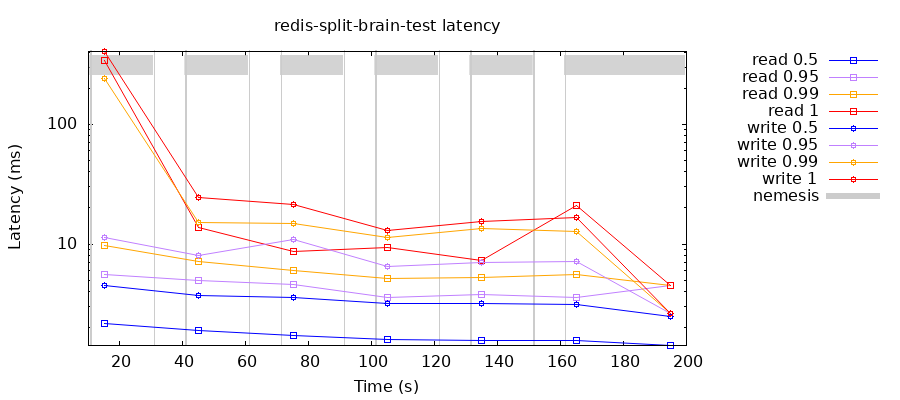 redis-split-brain-test latency
Latency (ms)
100
10
20 40 60 80 100 120 140 160 180 200
Time (s)
read 0.5
read 0.95
read 0.99
read 1
write 0.5
write 0.95
write 0.99
write 1
nemesis